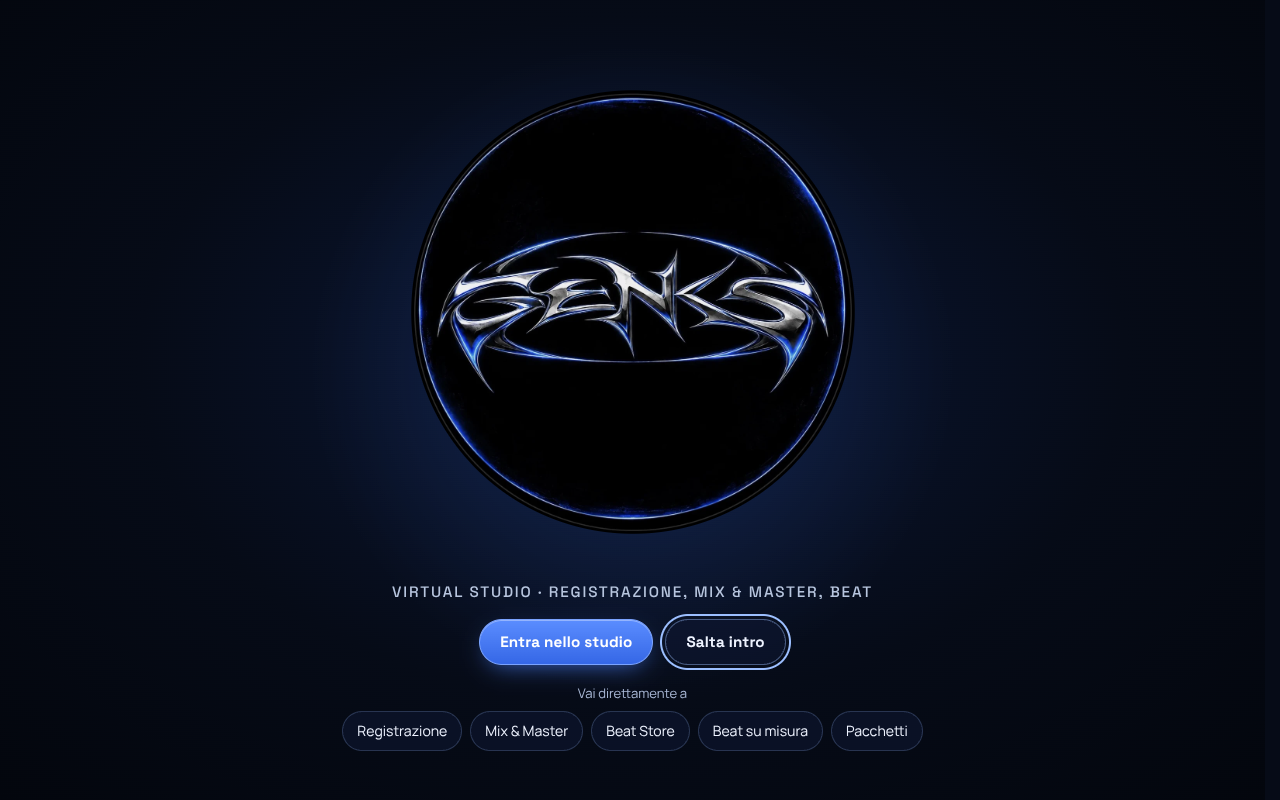 GENKS
VIRTUAL STUDIO · REGISTRAZIONE, MIX & MASTER, BEAT
Entra nello studio
Salta intro
Vai direttamente a
Registrazione
Mix & Master
Beat Store
Beat su misura
Pacchetti